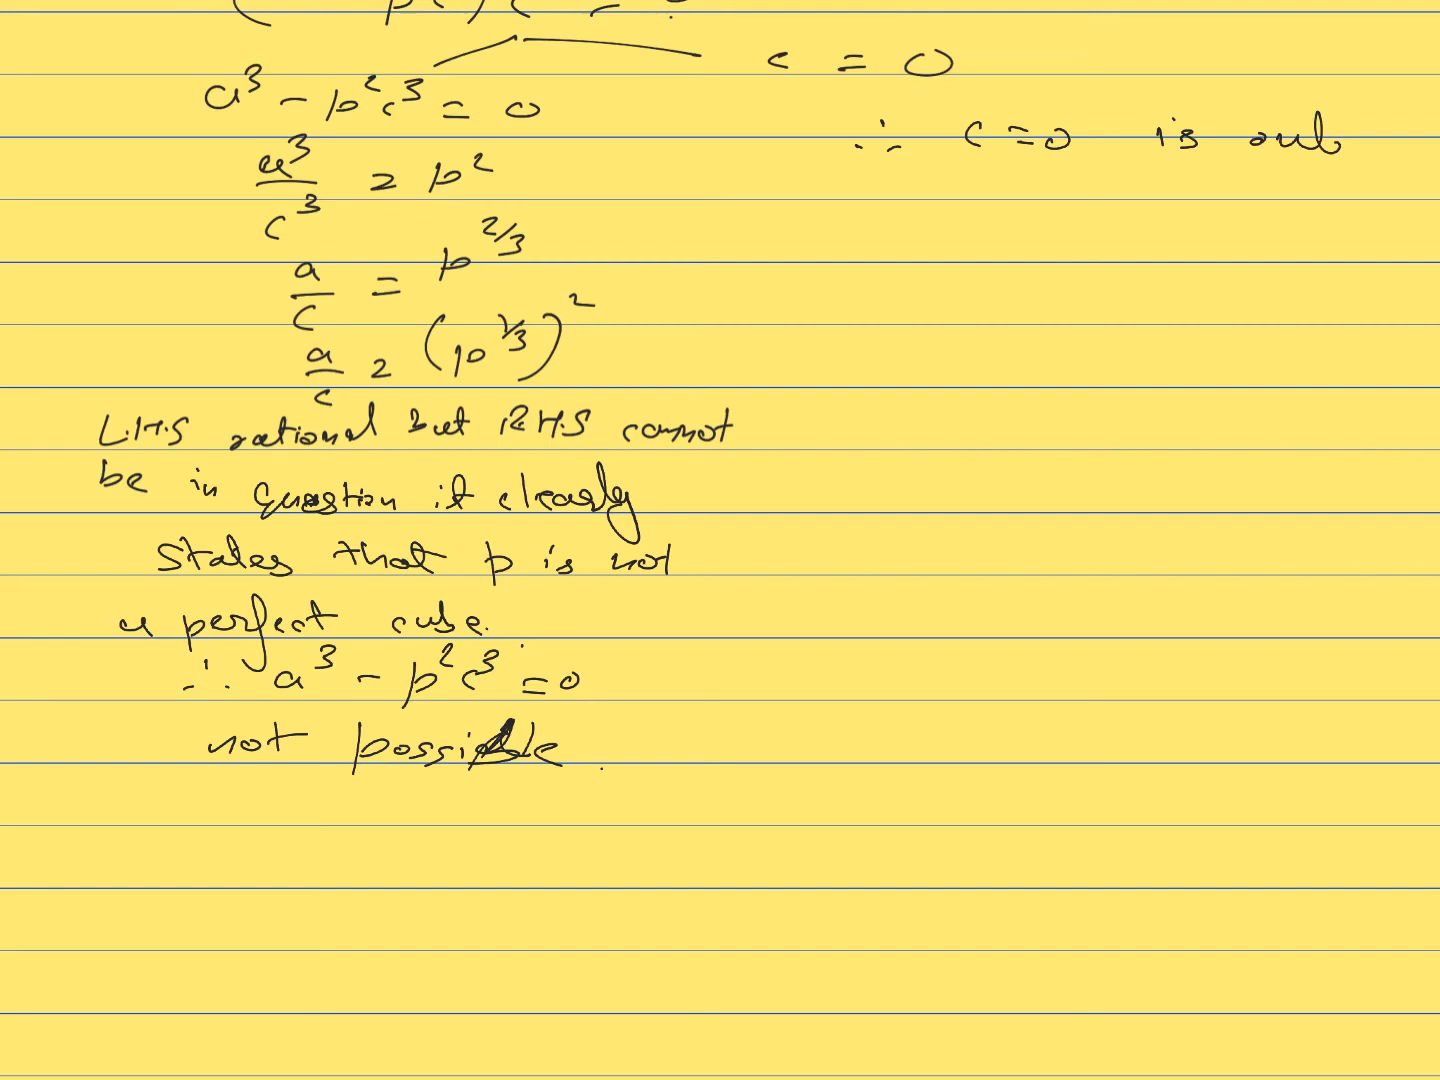 a³ - p²c³ = 0
c = 0
∴ c = 0 is out
a³/c³ = p²
a/c = p^2/3
a/c = (p^1/3)²
L.H.S rational but R.H.S cannot
be in question it clearly
states that p is not
a perfect cube.
∴ a³ - p²c³ = 0
not possible.